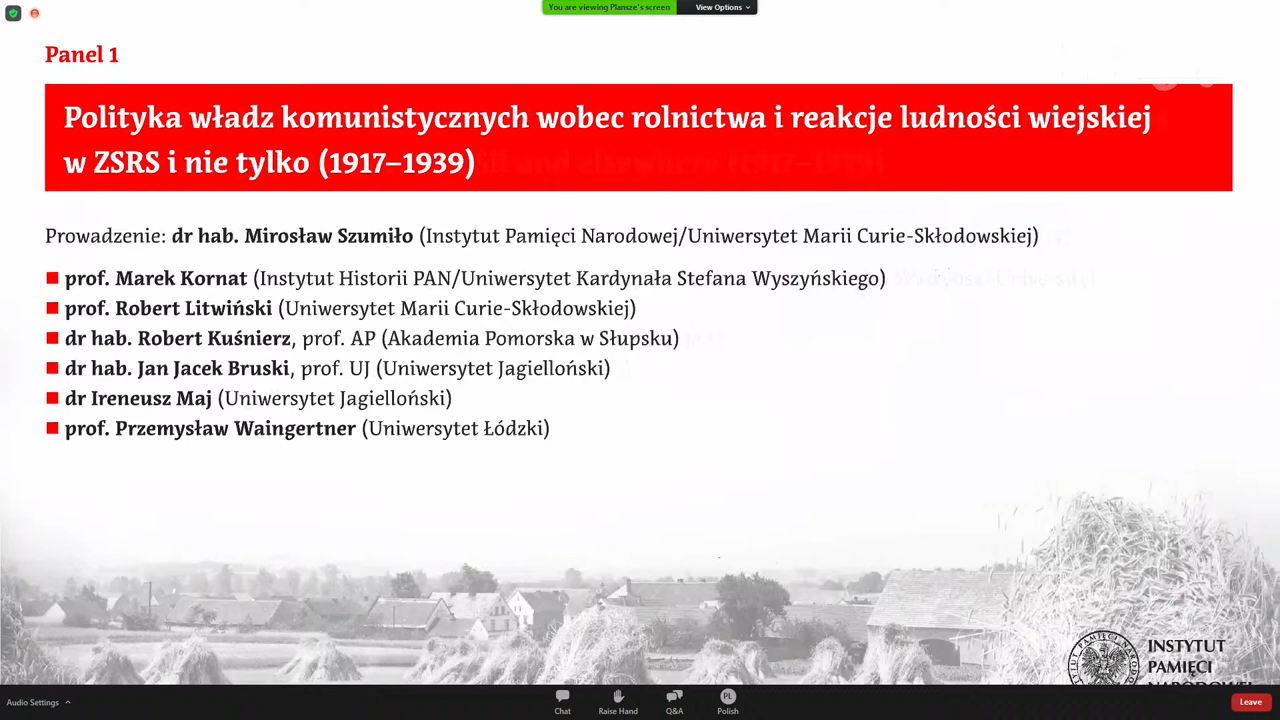 You are viewing Plansze's screen
View Options
Panel 1
Polityka władz komunistycznych wobec rolnictwa i reakcje ludności wiejskiej
w ZSRS i nie tylko (1917–1939)
Prowadzenie: dr hab. Mirosław Szumiło (Instytut Pamięci Narodowej/Uniwersytet Marii Curie-Skłodowskiej)
prof. Marek Kornat (Instytut Historii PAN/Uniwersytet Kardynała Stefana Wyszyńskiego)
prof. Robert Litwiński (Uniwersytet Marii Curie-Skłodowskiej)
dr hab. Robert Kuśnierz, prof. AP (Akademia Pomorska w Słupsku)
dr hab. Jan Jacek Bruski, prof. UJ (Uniwersytet Jagielloński)
dr Ireneusz Maj (Uniwersytet Jagielloński)
prof. Przemysław Waingertner (Uniwersytet Łódzki)
INSTYTUT
PAMIĘCI
Audio Settings
Chat
Raise Hand
Q&A
PL
Polish
Leave